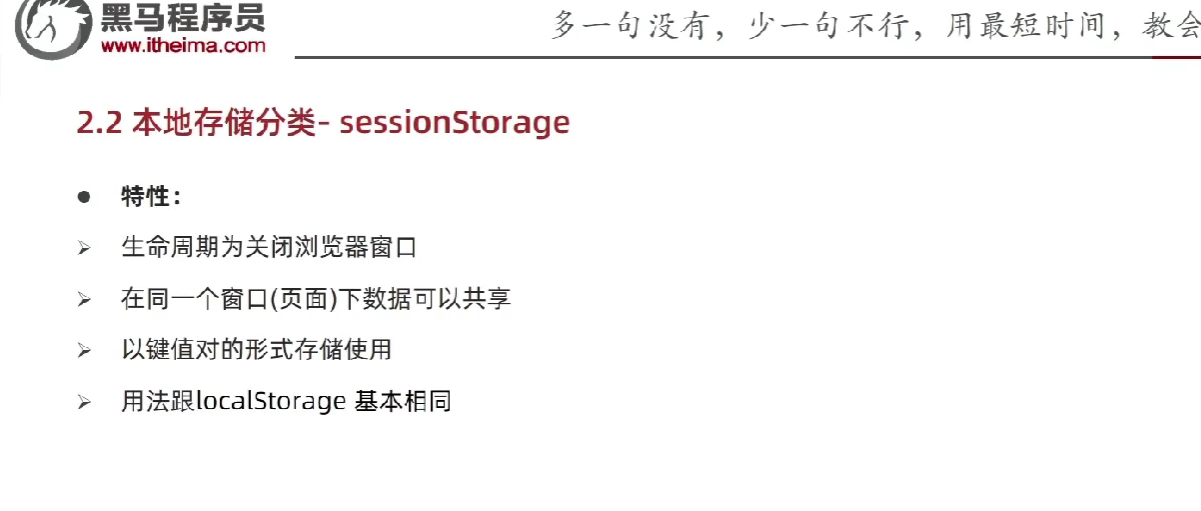 黑马程序员
www.itheima.com
多一句没有，少一句不行，用最短时间，教会
2.2 本地存储分类- sessionStorage
● 特性：
➢ 生命周期为关闭浏览器窗口
➢ 在同一个窗口(页面)下数据可以共享
➢ 以键值对的形式存储使用
➢ 用法跟localStorage 基本相同